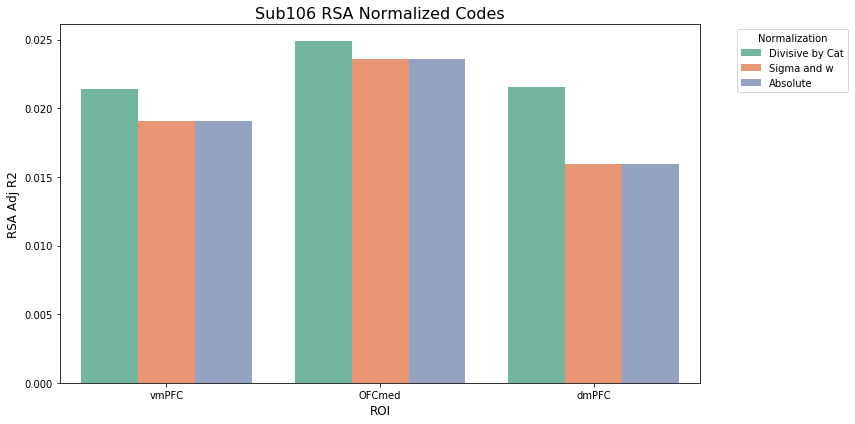 Sub106 RSA Normalized Codes
Normalization
Divisive by Cat
Sigma and w
Absolute
RSA Adj R2
0.025
0.020
0.015
0.010
0.005
0.000
vmPFC
OFCmed
dmPFC
ROI